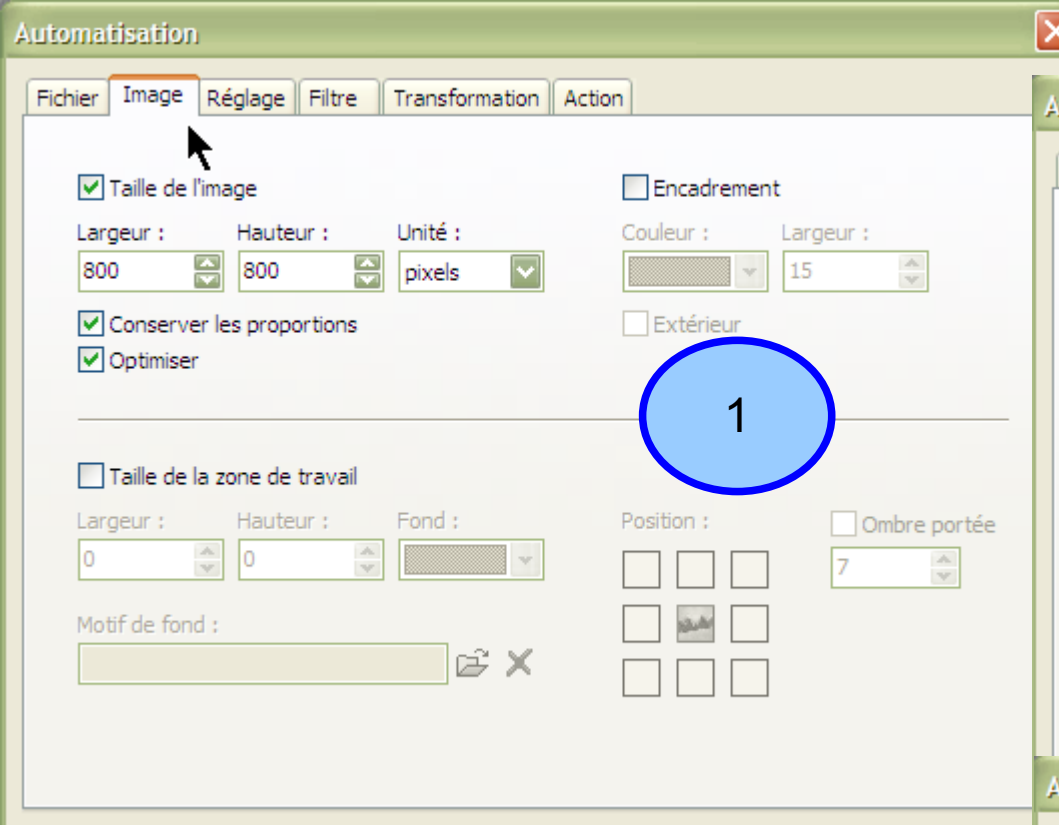 Automatisation
Fichier Image Réglage Filtre Transformation Action
Taille de l'image
Largeur : Hauteur : Unité :
800 800 pixels
Conserver les proportions
Optimiser
Encadrement
Couleur : Largeur :
15
Extérieur
1
Taille de la zone de travail
Largeur : Hauteur : Fond :
0 0
Motif de fond :
Position : Ombre portée
7
A
A